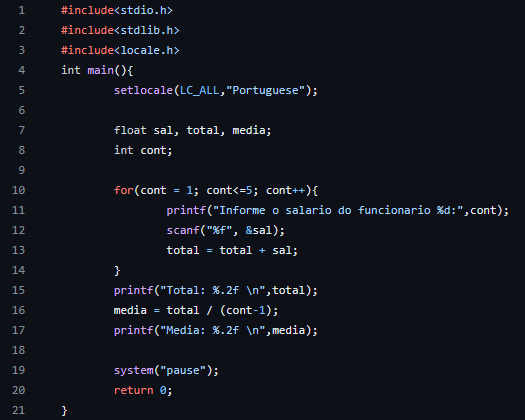 1 #include<stdio.h>
2 #include<stdlib.h>
3 #include<locale.h>
4 int main(){
5 setlocale(LC_ALL,"Portuguese");
6
7 float sal, total, media;
8 int cont;
9
10 for(cont = 1; cont<=5; cont++){
11 printf("Informe o salario do funcionario %d:",cont);
12 scanf("%f", &sal);
13 total = total + sal;
14 }
15 printf("Total: %.2f \n",total);
16 media = total / (cont-1);
17 printf("Media: %.2f \n",media);
18
19 system("pause");
20 return 0;
21 }